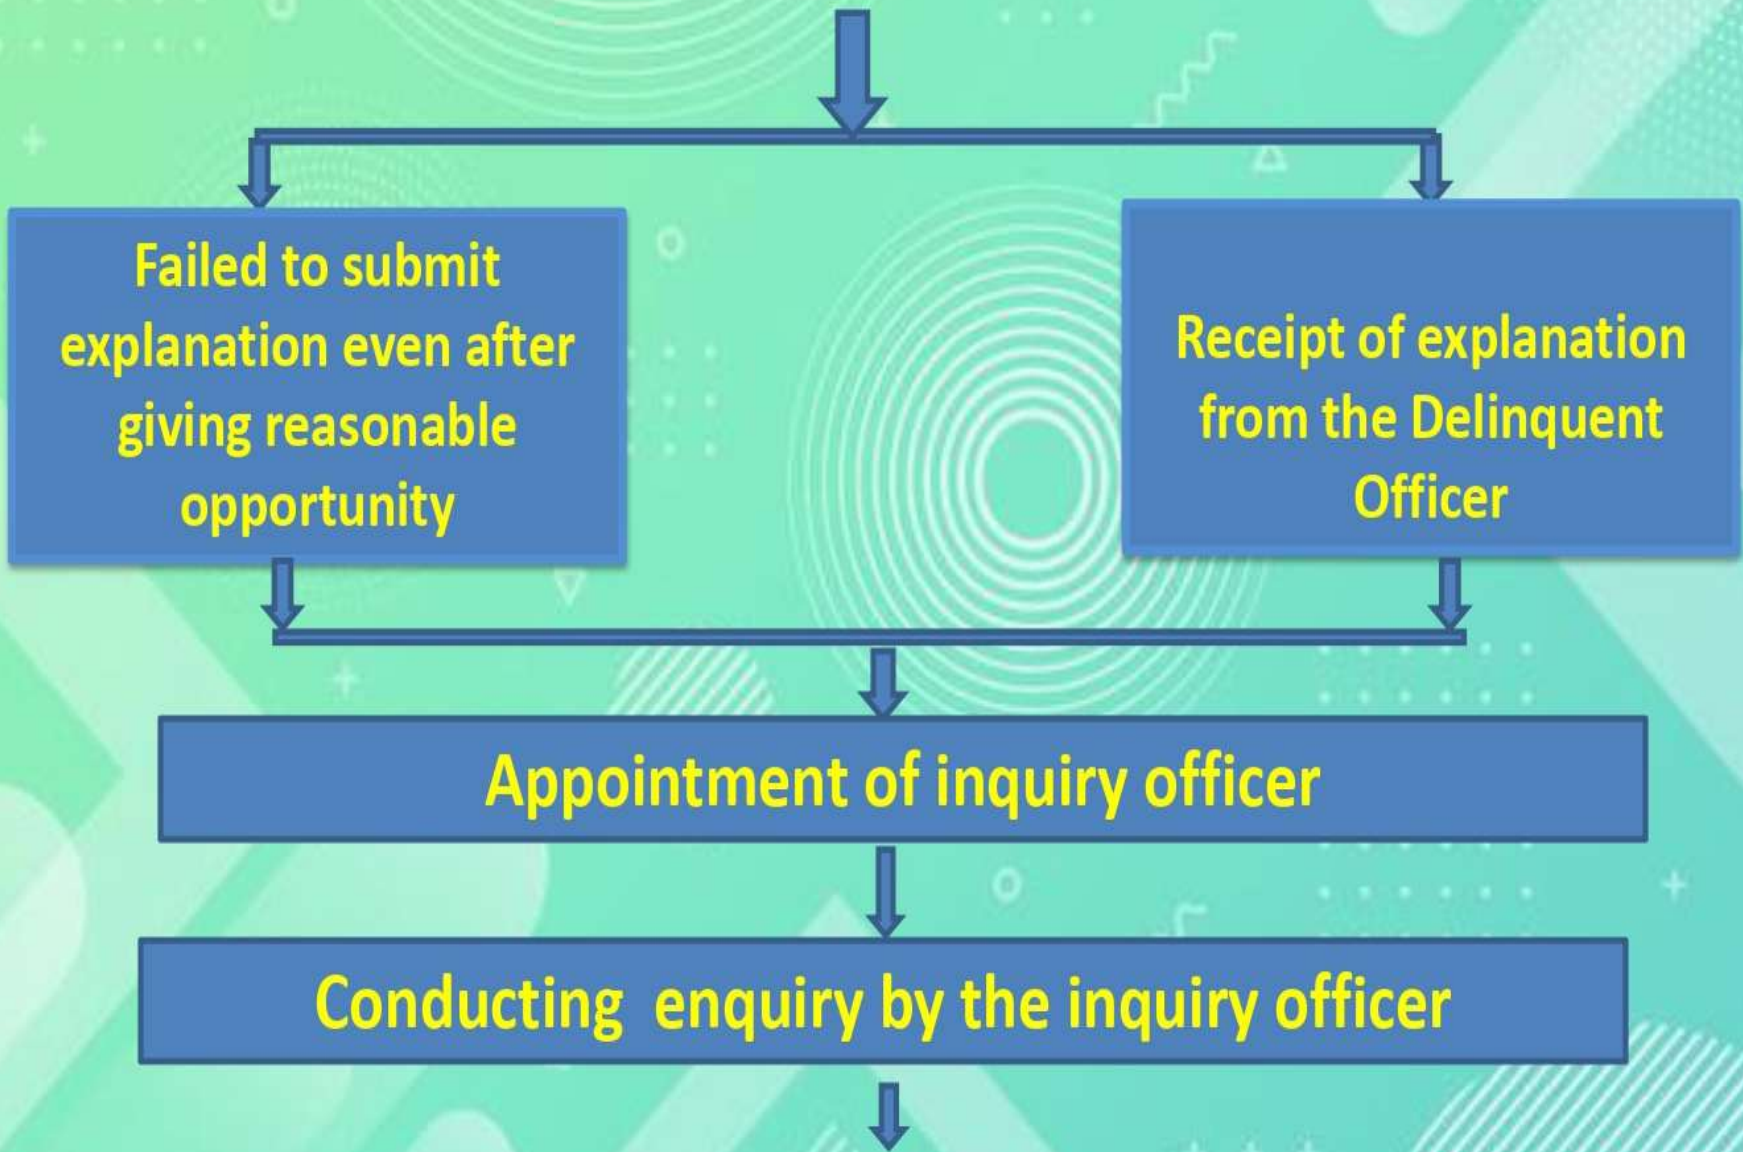 Failed to submit
explanation even after
giving reasonable
opportunity
Receipt of explanation
from the Delinquent
Officer
Appointment of inquiry officer
Conducting  enquiry by the inquiry officer